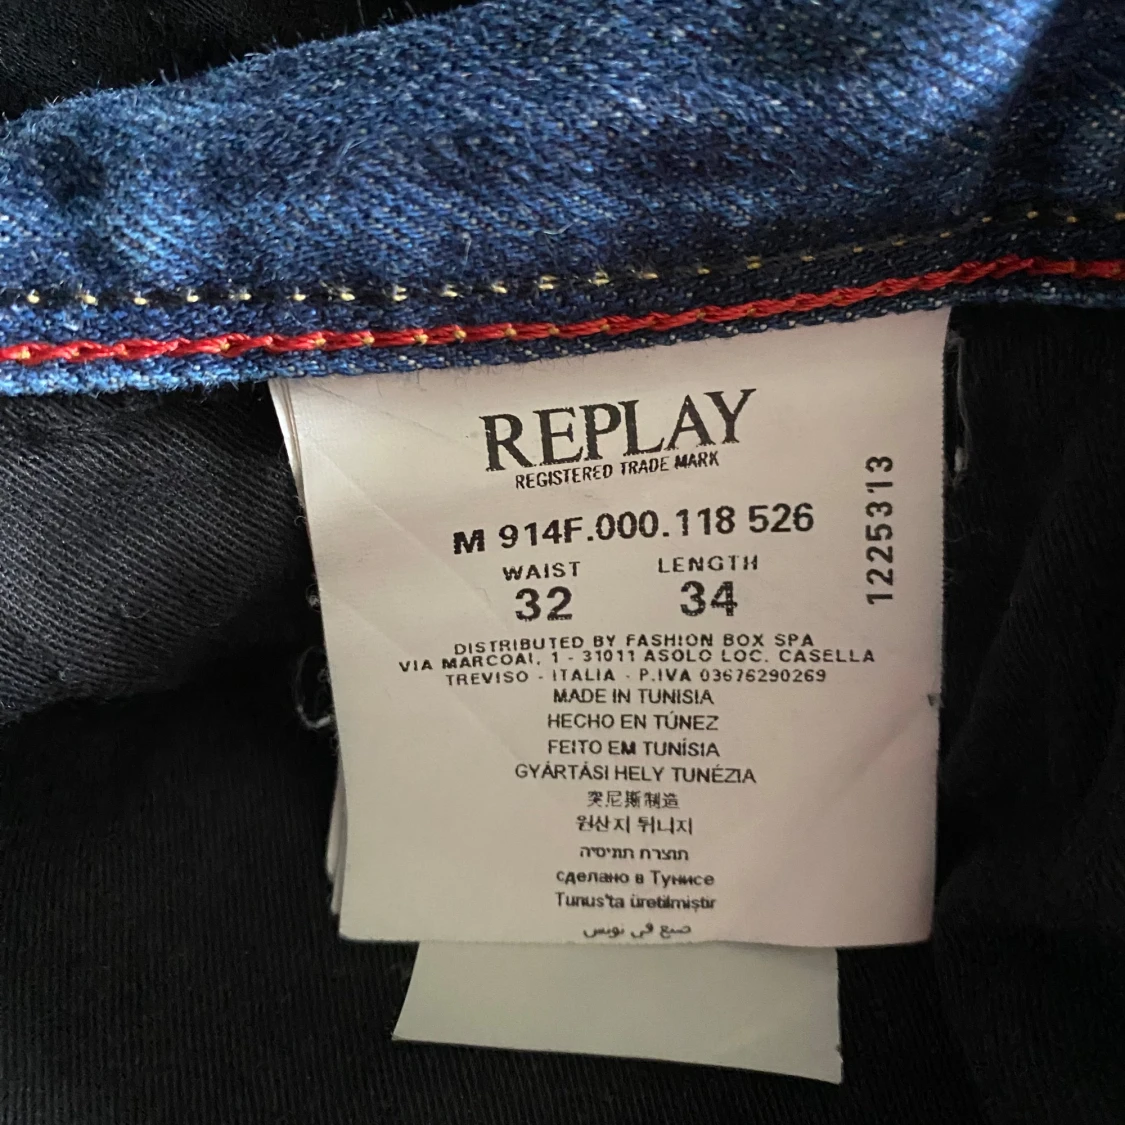 REPLAY
REGISTERED TRADE MARK
M 914F.000.118 526
WAIST LENGTH
32 34
1225313
DISTRIBUTED BY FASHION BOX SPA
VIA MARCOAI, 1 - 31011 ASOLO LOC. CASELLA
TREVISO - ITALIA - P.IVA 03676290269
MADE IN TUNISIA
HECHO EN TÚNEZ
FEITO EM TUNÍSIA
GYÁRTÁSI HELY TUNÉZIA
突尼斯制造
원산지 튀니지
תוצרת תוניסיה
сделано в Тунисе
Tunus'ta üretilmiştir
صنع في تونس